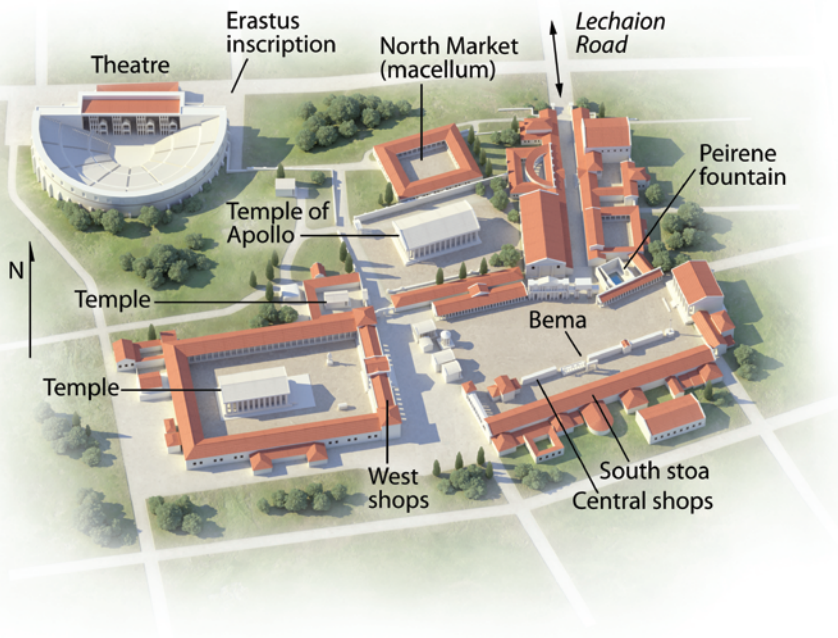 Erastus
inscription
Lechaion
Road
North Market
(macellum)
Theatre
Peirene
fountain
Temple of
Apollo
N
Temple
Bema
Temple
West
shops
South stoa
Central shops